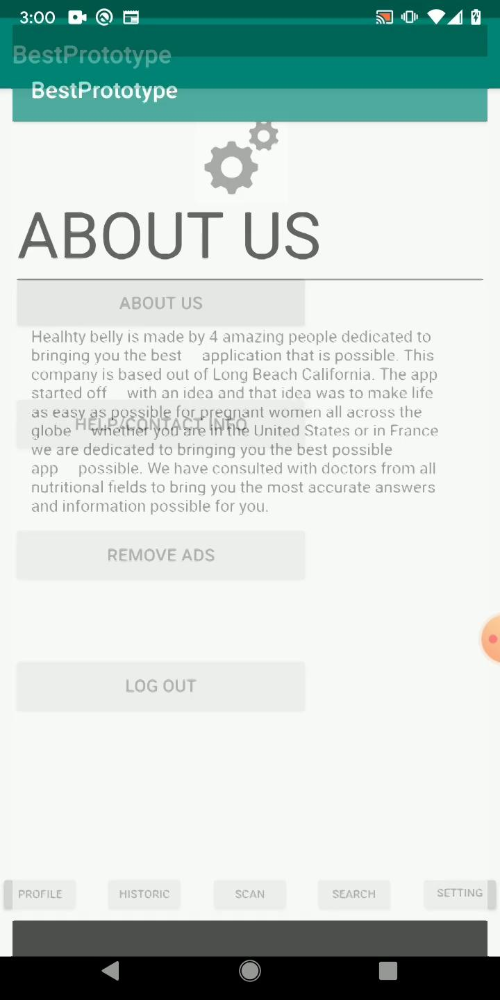 3:00
BestPrototype
BestPrototype
ABOUT US
ABOUT US
Healhty belly is made by 4 amazing people dedicated to
bringing you the best application that is possible. This
company is based out of Long Beach California. The app
started off with an idea and that idea was to make life
as easy as possible for pregnant women all across the
HELP/CONTACT INFO
globe whether you are in the United States or in France
we are dedicated to bringing you the best possible
app possible. We have consulted with doctors from all
nutritional fields to bring you the most accurate answers
and information possible for you.
REMOVE ADS
LOG OUT
PROFILE
HISTORIC
SCAN
SEARCH
SETTING